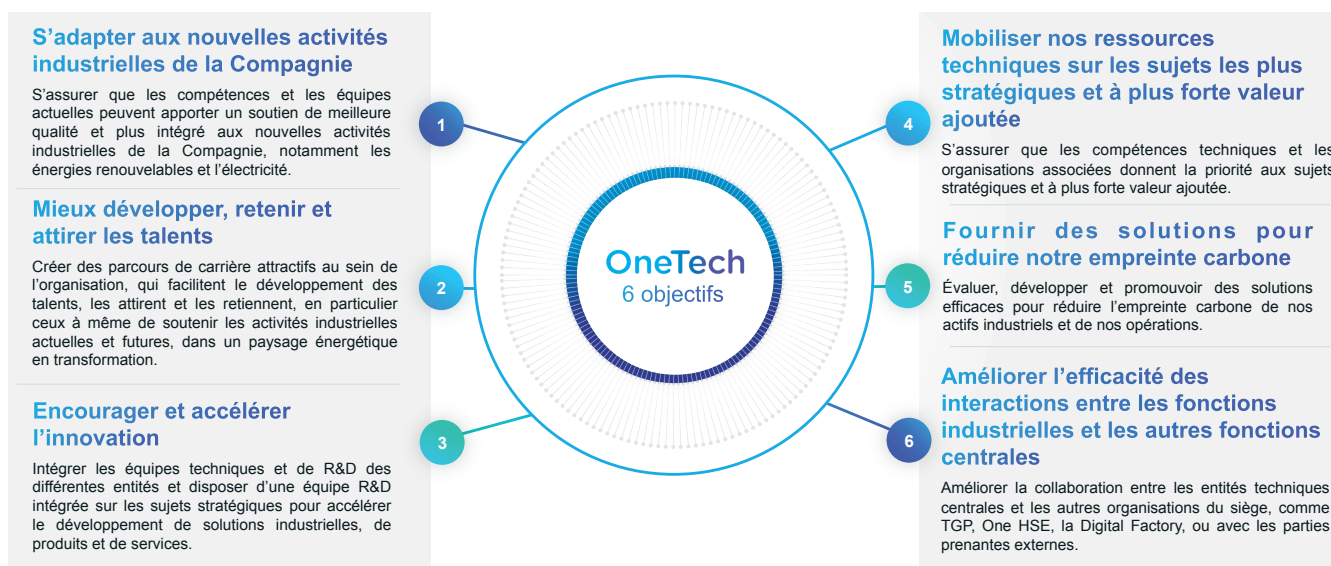 S’adapter aux nouvelles activités
industrielles de la Compagnie
S’assurer que les compétences et les équipes
actuelles peuvent apporter un soutien de meilleure
qualité et plus intégré aux nouvelles activités
industrielles de la Compagnie, notamment les
énergies renouvelables et l’électricité.
1
Mieux développer, retenir et
attirer les talents
Créer des parcours de carrière attractifs au sein de
l’organisation, qui facilitent le développement des
talents, les attirent et les retiennent, en particulier
ceux à même de soutenir les activités industrielles
actuelles et futures, dans un paysage énergétique
en transformation.
2
Encourager et accélérer
l’innovation
Intégrer les équipes techniques et de R&D des
différentes entités et disposer d’une équipe R&D
intégrée sur les sujets stratégiques pour accélérer
le développement de solutions industrielles, de
produits et de services.
3
OneTech
6 objectifs
4
Mobiliser nos ressources
techniques sur les sujets les plus
stratégiques et à plus forte valeur
ajoutée
S’assurer que les compétences techniques et les
organisations associées donnent la priorité aux sujets
stratégiques et à plus forte valeur ajoutée.
5
Fournir des solutions pour
réduire notre empreinte carbone
Évaluer, développer et promouvoir des solutions
efficaces pour réduire l’empreinte carbone de nos
actifs industriels et de nos opérations.
6
Améliorer l’efficacité des
interactions entre les fonctions
industrielles et les autres fonctions
centrales
Améliorer la collaboration entre les entités techniques
centrales et les autres organisations du siège, comme
TGP, One HSE, la Digital Factory, ou avec les parties
prenantes externes.